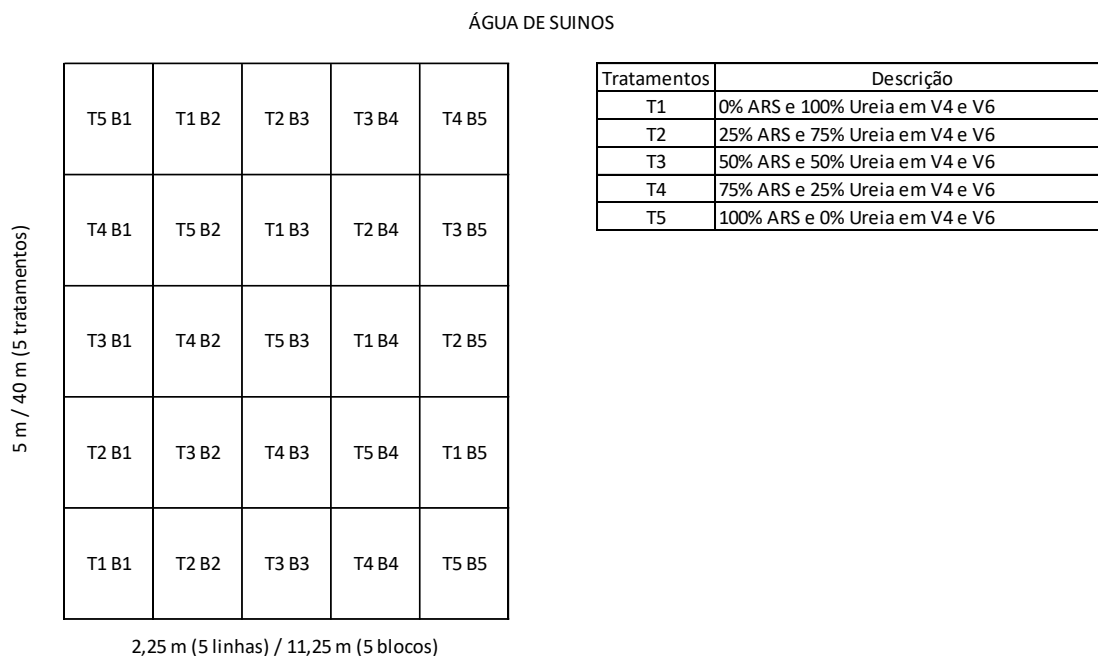 ÁGUA DE SUINOS
T5 B1 T1 B2 T2 B3 T3 B4 T4 B5
T4 B1 T5 B2 T1 B3 T2 B4 T3 B5
T3 B1 T4 B2 T5 B3 T1 B4 T2 B5
T2 B1 T3 B2 T4 B3 T5 B4 T1 B5
T1 B1 T2 B2 T3 B3 T4 B4 T5 B5
5 m / 40 m (5 tratamentos)
2,25 m (5 linhas) / 11,25 m (5 blocos)
Tratamentos Descrição
T1 0% ARS e 100% Ureia em V4 e V6
T2 25% ARS e 75% Ureia em V4 e V6
T3 50% ARS e 50% Ureia em V4 e V6
T4 75% ARS e 25% Ureia em V4 e V6
T5 100% ARS e 0% Ureia em V4 e V6